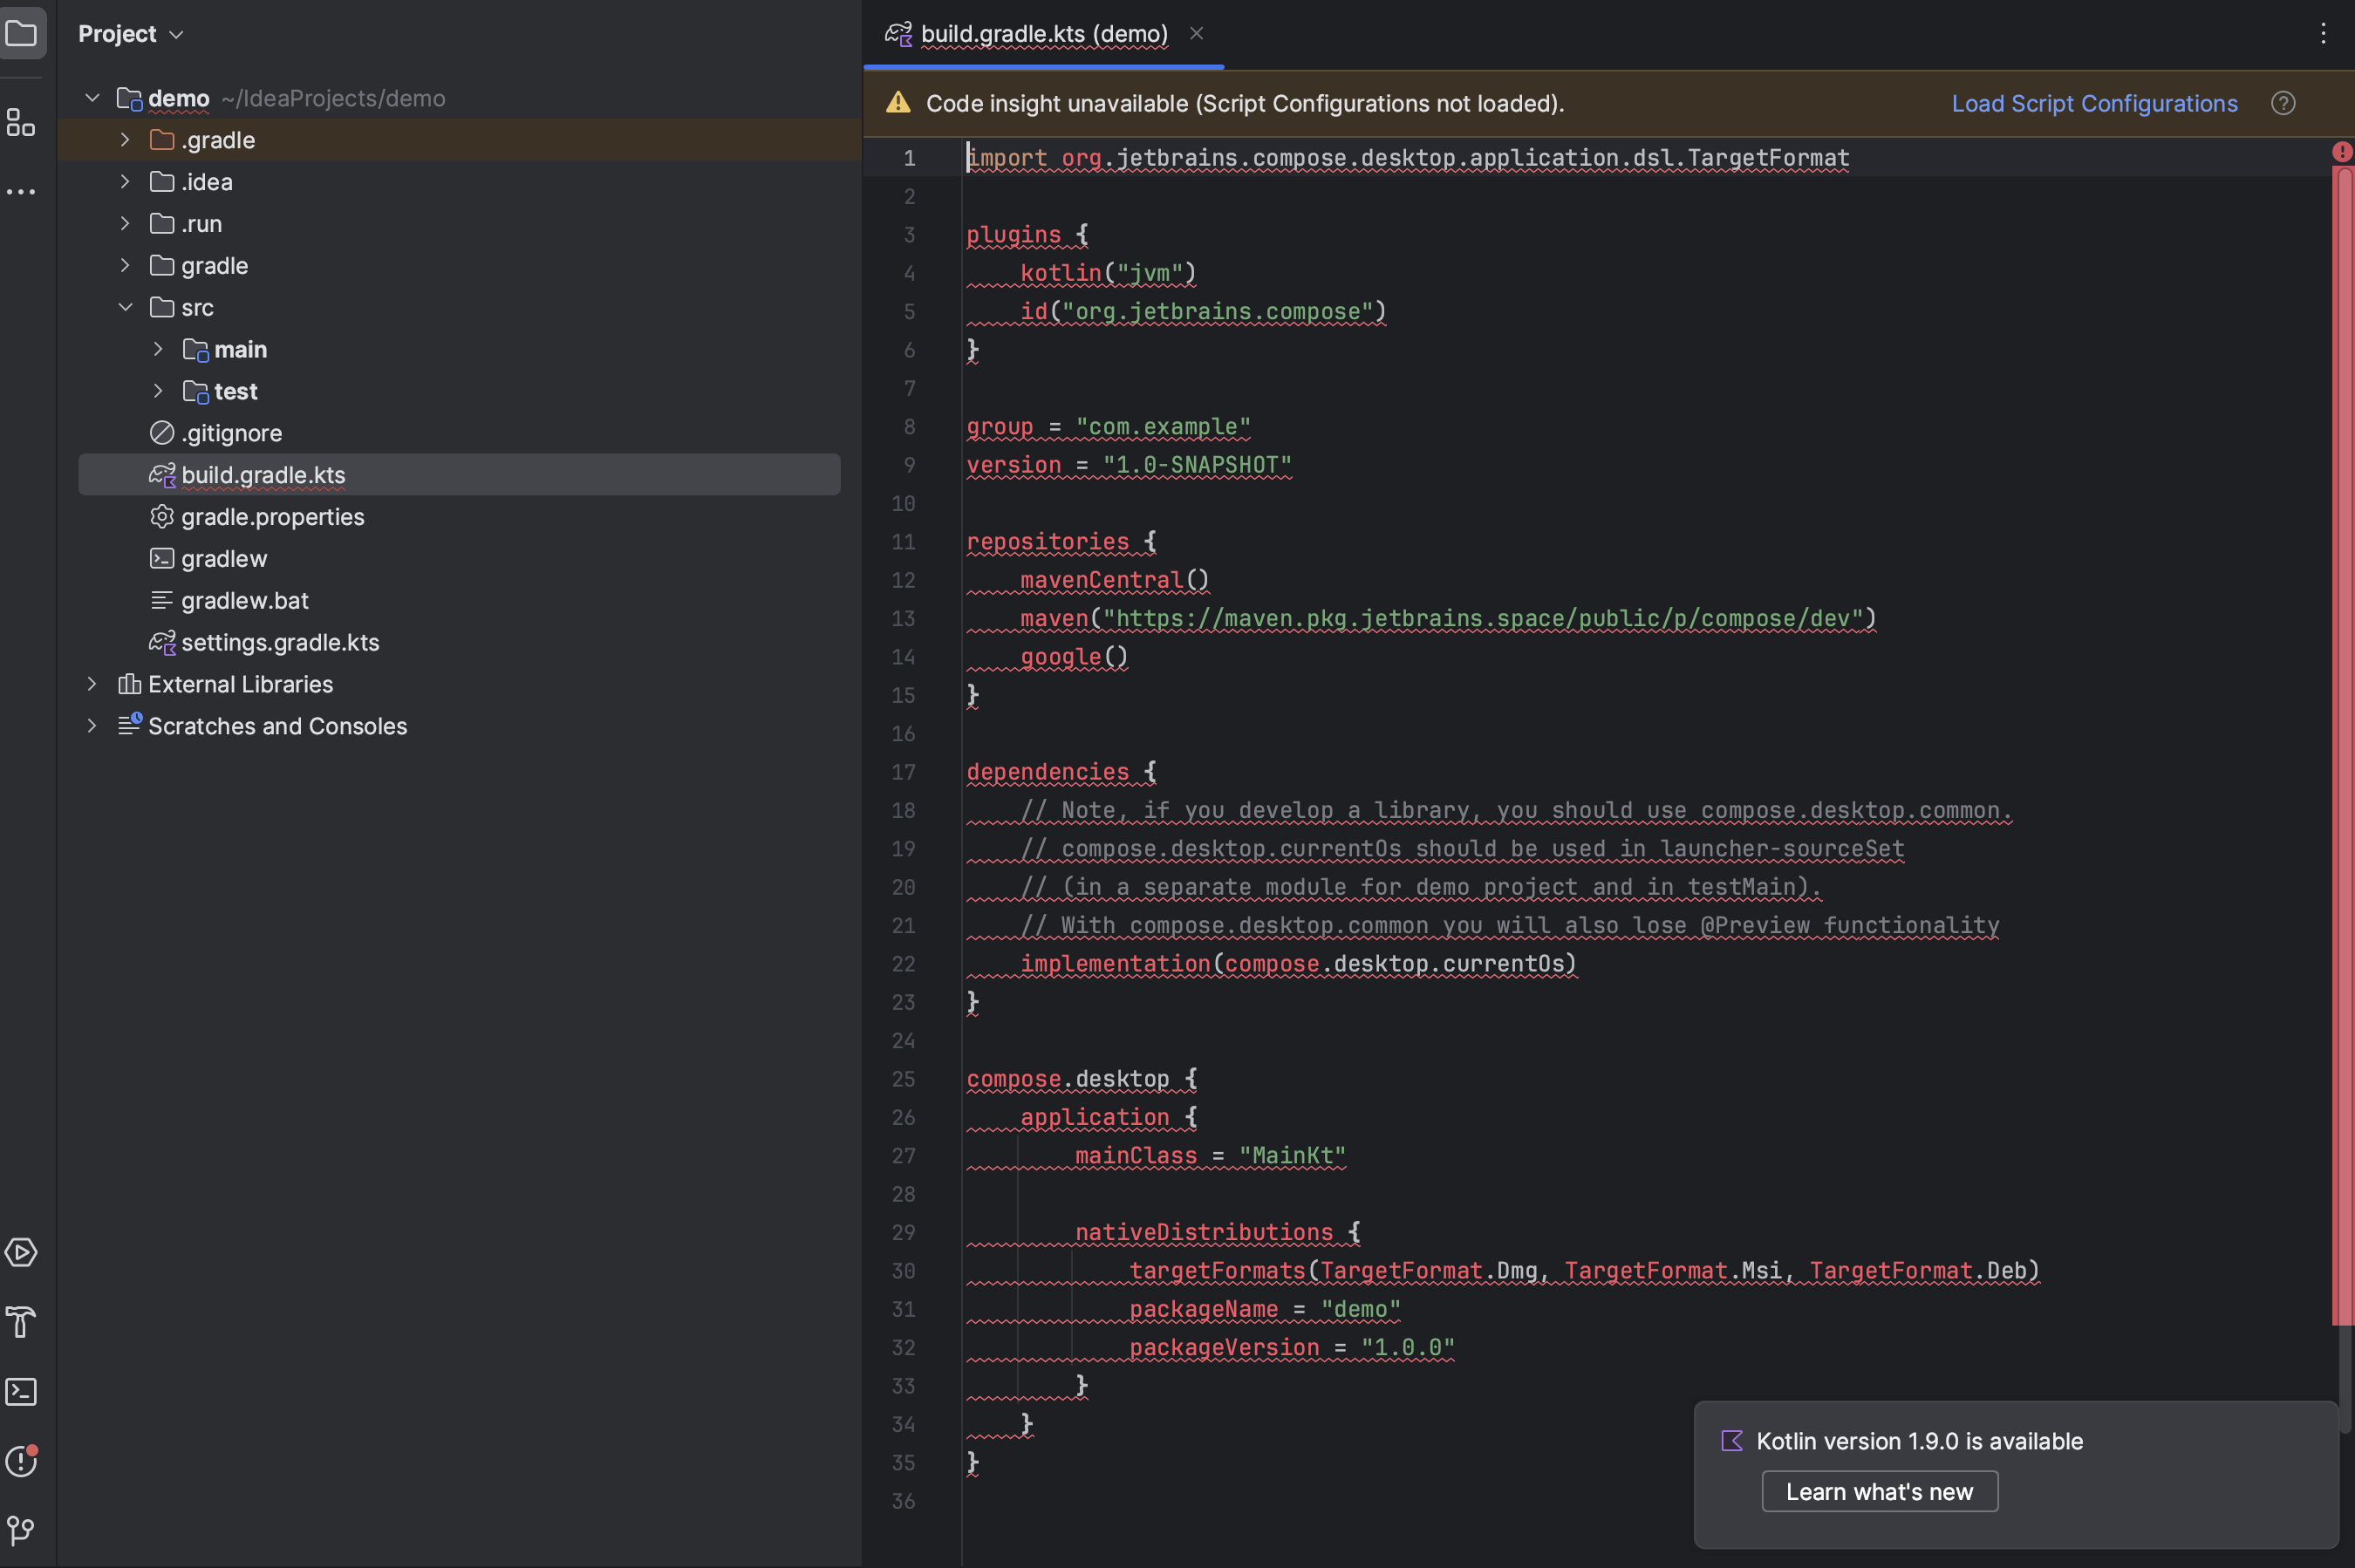 Project
demo ~/IdeaProjects/demo
.gradle
.idea
.run
gradle
src
main
test
.gitignore
build.gradle.kts
gradle.properties
gradlew
gradlew.bat
settings.gradle.kts
External Libraries
Scratches and Consoles
build.gradle.kts (demo)
Code insight unavailable (Script Configurations not loaded). Load Script Configurations
1 import org.jetbrains.compose.desktop.application.dsl.TargetFormat
2
3 plugins {
4     kotlin("jvm")
5     id("org.jetbrains.compose")
6 }
7
8 group = "com.example"
9 version = "1.0-SNAPSHOT"
10
11 repositories {
12     mavenCentral()
13     maven("https://maven.pkg.jetbrains.space/public/p/compose/dev")
14     google()
15 }
16
17 dependencies {
18     // Note, if you develop a library, you should use compose.desktop.common.
19     // compose.desktop.currentOs should be used in launcher-sourceSet
20     // (in a separate module for demo project and in testMain).
21     // With compose.desktop.common you will also lose @Preview functionality
22     implementation(compose.desktop.currentOs)
23 }
24
25 compose.desktop {
26     application {
27         mainClass = "MainKt"
28
29         nativeDistributions {
30             targetFormats(TargetFormat.Dmg, TargetFormat.Msi, TargetFormat.Deb)
31             packageName = "demo"
32             packageVersion = "1.0.0"
33         }
34     }
35 }
36
Kotlin version 1.9.0 is available
Learn what's new